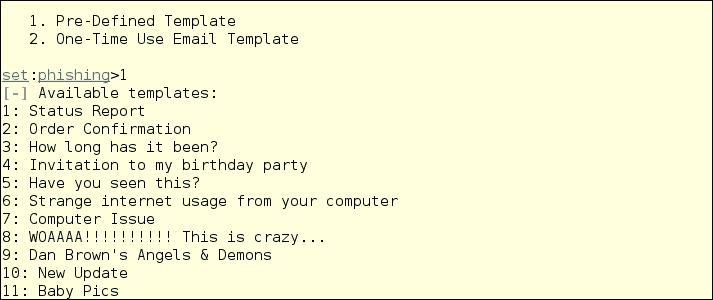 1. Pre-Defined Template
2. One-Time Use Email Template
set:phishing>1
[-] Available templates:
1: Status Report
2: Order Confirmation
3: How long has it been?
4: Invitation to my birthday party
5: Have you seen this?
6: Strange internet usage from your computer
7: Computer Issue
8: WOAAAA!!!!!!!!!! This is crazy...
9: Dan Brown's Angels & Demons
10: New Update
11: Baby Pics